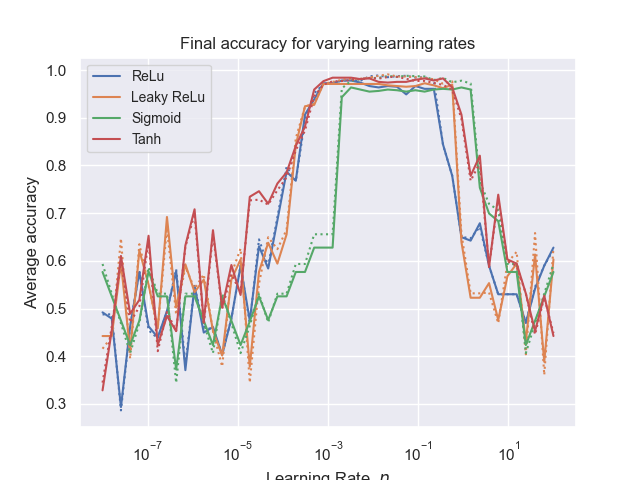 Final accuracy for varying learning rates
1.0
0.9
0.8
0.7
0.6
0.5
0.4
0.3
Average accuracy
ReLu
Leaky ReLu
Sigmoid
Tanh
10⁻⁷ 10⁻⁵ 10⁻³ 10⁻¹ 10¹
Learning Rate,